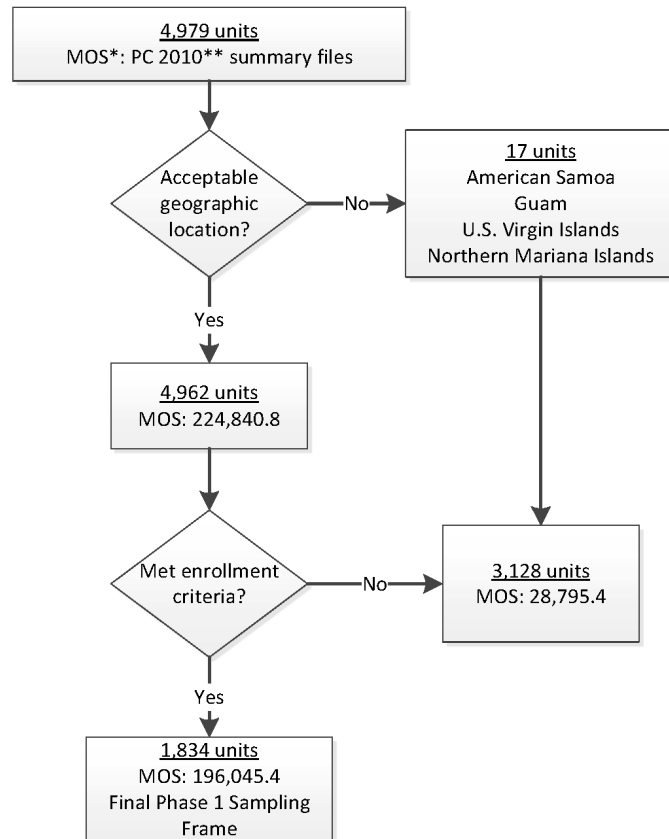 4,979 units
MOS*: PC 2010** summary files
Acceptable
geographic
location?
No
17 units
American Samoa
Guam
U.S. Virgin Islands
Northern Mariana Islands
Yes
4,962 units
MOS: 224,840.8
Met enrollment
criteria?
No
3,128 units
MOS: 28,795.4
Yes
1,834 units
MOS: 196,045.4
Final Phase 1 Sampling
Frame